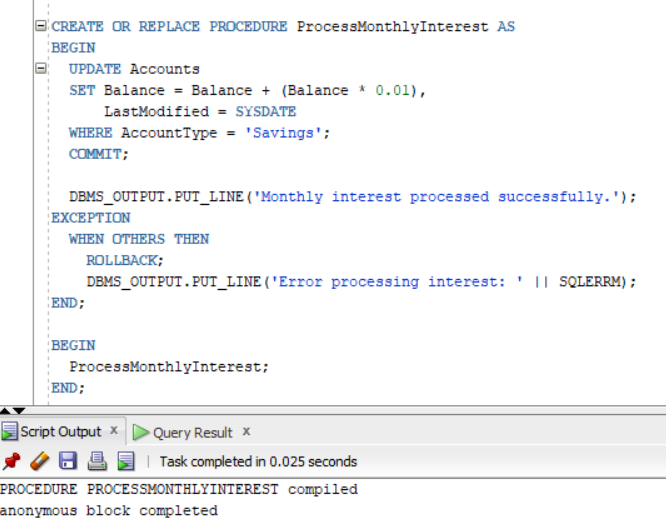 CREATE OR REPLACE PROCEDURE ProcessMonthlyInterest AS
BEGIN
  UPDATE Accounts
  SET Balance = Balance + (Balance * 0.01),
      LastModified = SYSDATE
  WHERE AccountType = 'Savings';
  COMMIT;

  DBMS_OUTPUT.PUT_LINE('Monthly interest processed successfully.');
EXCEPTION
  WHEN OTHERS THEN
    ROLLBACK;
    DBMS_OUTPUT.PUT_LINE('Error processing interest: ' || SQLERRM);
END;

BEGIN
  ProcessMonthlyInterest;
END;
Script Output x Query Result x
Task completed in 0.025 seconds
PROCEDURE PROCESSMONTHLYINTEREST compiled
anonymous block completed